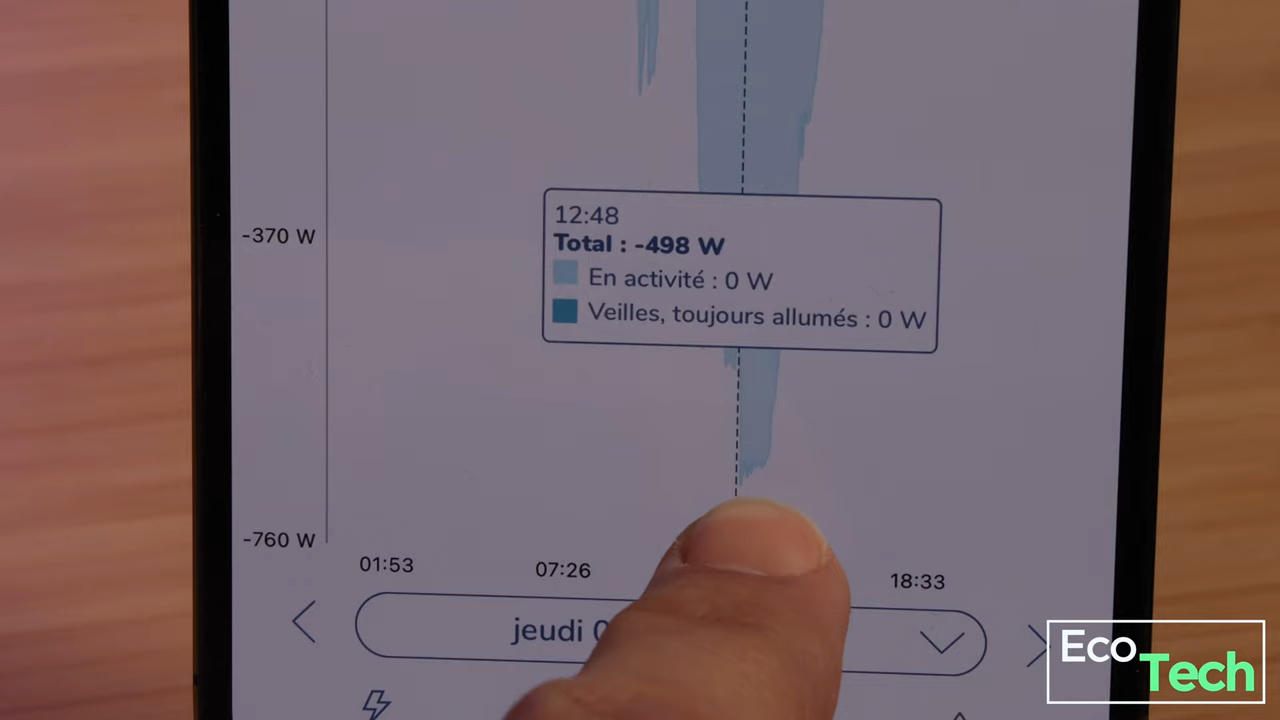 -370 W
12:48
Total : -498 W
En activité : 0 W
Veilles, toujours allumés : 0 W
-760 W
01:53
07:26
18:33
jeudi 0
Eco
Tech